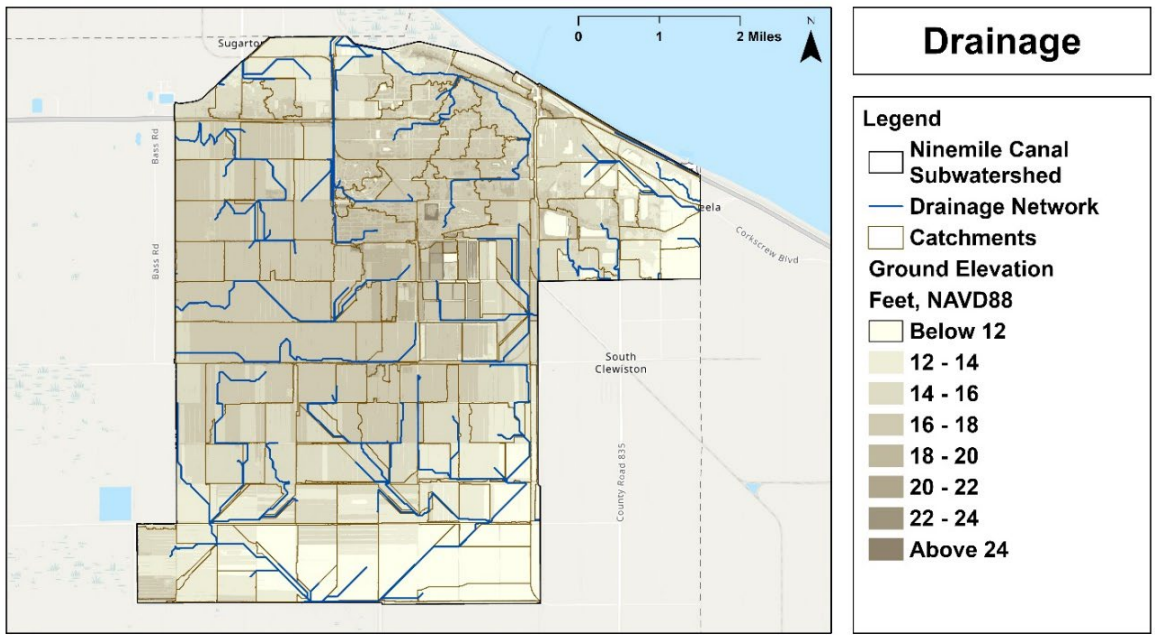 Sugarto
N
0 1 2 Miles
Bass Rd
Bass Rd
eela
Corkscrew Blvd
South
Clewiston
County Road 835
Drainage
Legend
Ninemile Canal
Subwatershed
Drainage Network
Catchments
Ground Elevation
Feet, NAVD88
Below 12
12 - 14
14 - 16
16 - 18
18 - 20
20 - 22
22 - 24
Above 24